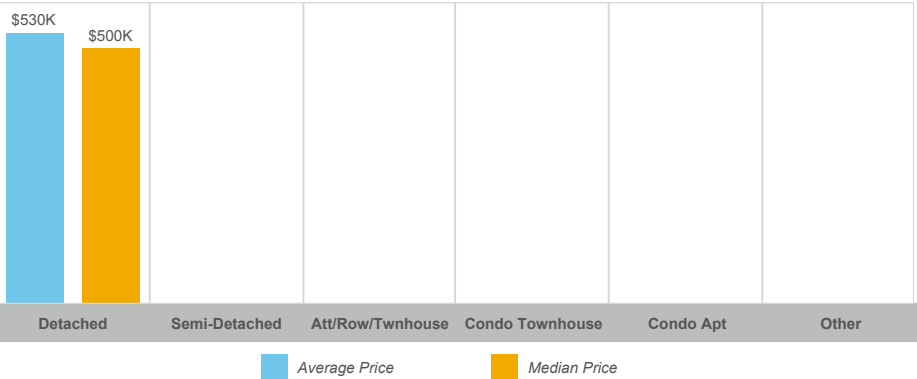 $530K
$500K
Detached Semi-Detached Att/Row/Twnhouse Condo Townhouse Condo Apt Other
Average Price Median Price